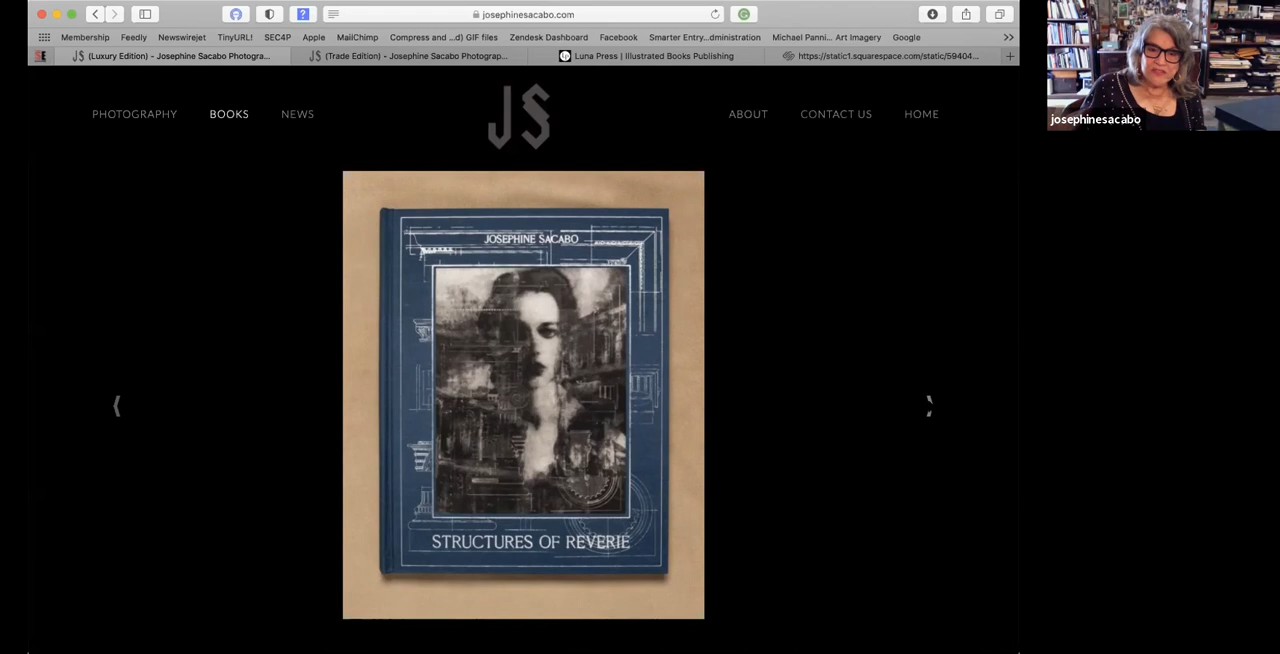 josephinesacabo.com
Membership Feedly Newswirejet TinyURL! SEC4P Apple MailChimp Compress and ...d) GIF files Zendesk Dashboard Facebook Smarter Entry...dministration Michael Panni... Art Imagery Google
(Luxury Edition) - Josephine Sacabo Photogra... (Trade Edition) - Josephine Sacabo Photograp... Luna Press | Illustrated Books Publishing https://static1.squarespace.com/static/59404...
PHOTOGRAPHY BOOKS NEWS JS ABOUT CONTACT US HOME
JOSEPHINE SACABO
STRUCTURES OF REVERIE
josephinesacabo